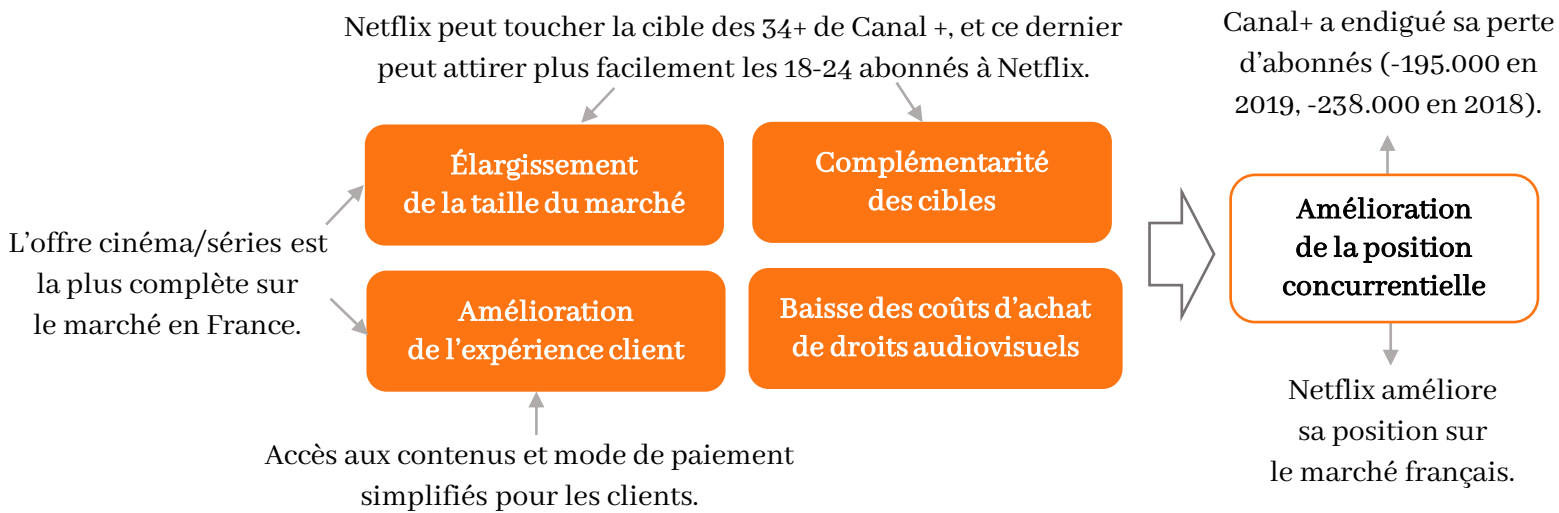 Netflix peut toucher la cible des 34+ de Canal +, et ce dernier
peut attirer plus facilement les 18-24 abonnés à Netflix.
Canal+ a endigué sa perte
d'abonnés (-195.000 en
2019, -238.000 en 2018).
Élargissement
de la taille du marché
Complémentarité
des cibles
L'offre cinéma/séries est
la plus complète sur
le marché en France.
Amélioration
de l'expérience client
Baisse des coûts d'achat
de droits audiovisuels
Amélioration
de la position
concurrentielle
Accès aux contenus et mode de paiement
simplifiés pour les clients.
Netflix améliore
sa position sur
le marché français.